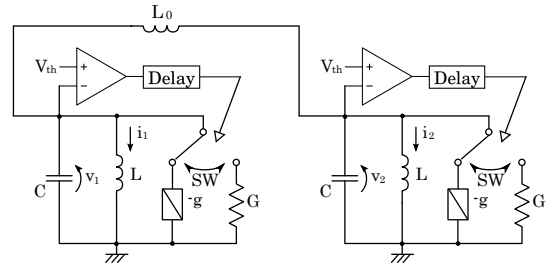 L0
Vth
+
-
Delay
i1
C
v1
L
SW
-g
G
Vth
+
-
Delay
i2
C
v2
L
SW
-g
G